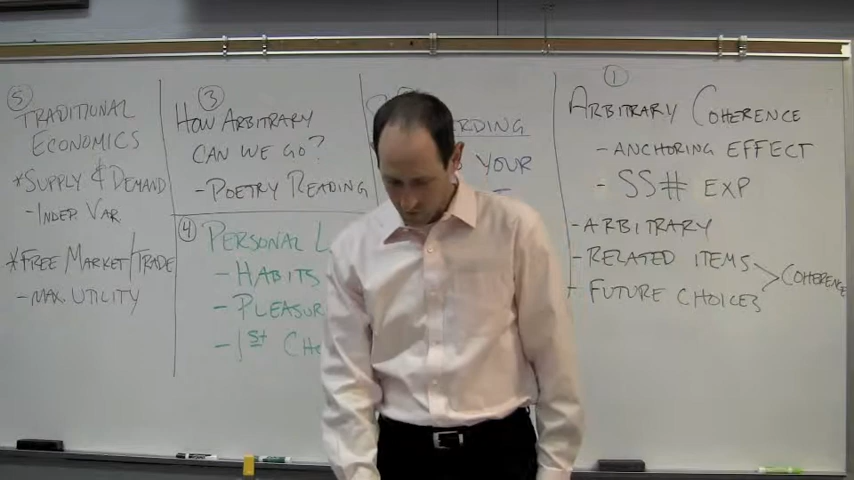 5
TRADITIONAL
ECONOMICS
*SUPPLY & DEMAND
- INDEP. VAR
*FREE MARKET/TRADE
- MAX. UTILITY
3
HOW ARBITRARY
CAN WE GO?
- POETRY READING
4
PERSONAL
- HABITS
- PLEASUR
- 1ST CH
RDING
YOUR
1
ARBITRARY COHERENCE
- ANCHORING EFFECT
- SS# EXP
- ARBITRARY
- RELATED ITEMS
- FUTURE CHOICES
COHERENCE